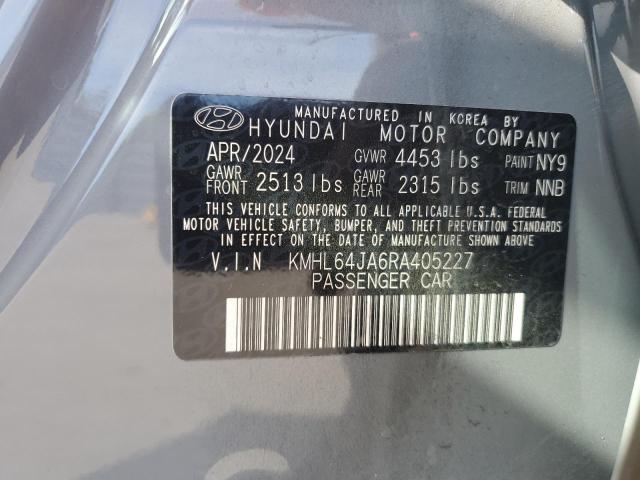 MANUFACTURED IN KOREA BY
HYUNDAI MOTOR COMPANY
APR/2024 GVWR 4453 lbs PAINT NY9
GAWR FRONT 2513 lbs GAWR REAR 2315 lbs TRIM NNB
THIS VEHICLE CONFORMS TO ALL APPLICABLE U.S.A. FEDERAL
MOTOR VEHICLE SAFETY, BUMPER, AND THEFT PREVENTION STANDARDS
IN EFFECT ON THE DATE OF MANUFACTURE SHOWN ABOVE.
V.I.N KMHL64JA6RA405227
PASSENGER CAR